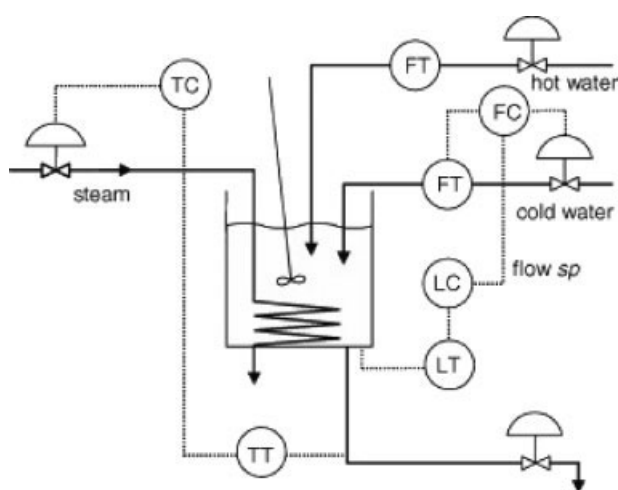 FT
TC
hot water
FC
FT
steam
cold water
flow sp
LC
LT
TT